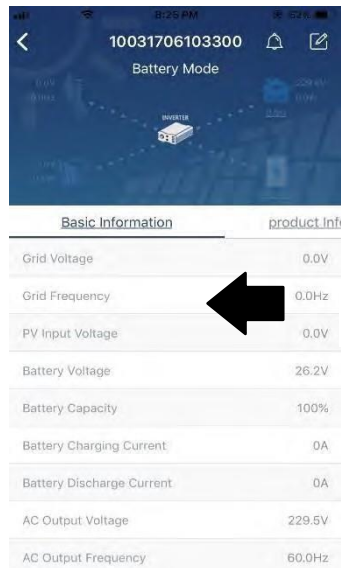 8:25 PM
10031706103300
Battery Mode
INVERTER
Basic Information
product Inf
Grid Voltage 0.0V
Grid Frequency 0.0Hz
PV Input Voltage 0.0V
Battery Voltage 26.2V
Battery Capacity 100%
Battery Charging Current 0A
Battery Discharge Current 0A
AC Output Voltage 229.5V
AC Output Frequency 60.0Hz